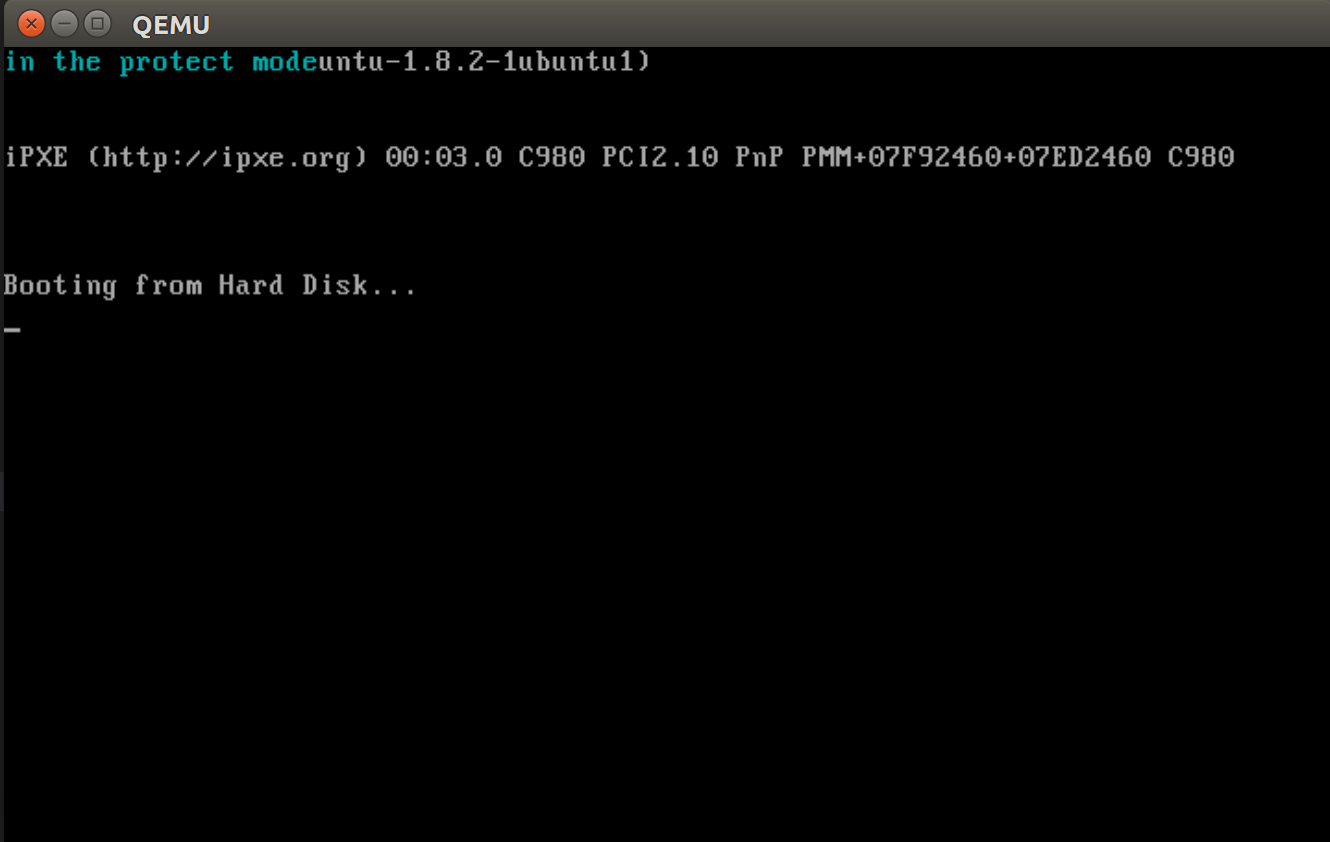 QEMU
in the protect modeuntu-1.8.2-1ubuntu1)
iPXE (http://ipxe.org) 00:03.0 C980 PCI2.10 PnP PMM+07F92460+07ED2460 C980
Booting from Hard Disk...
_